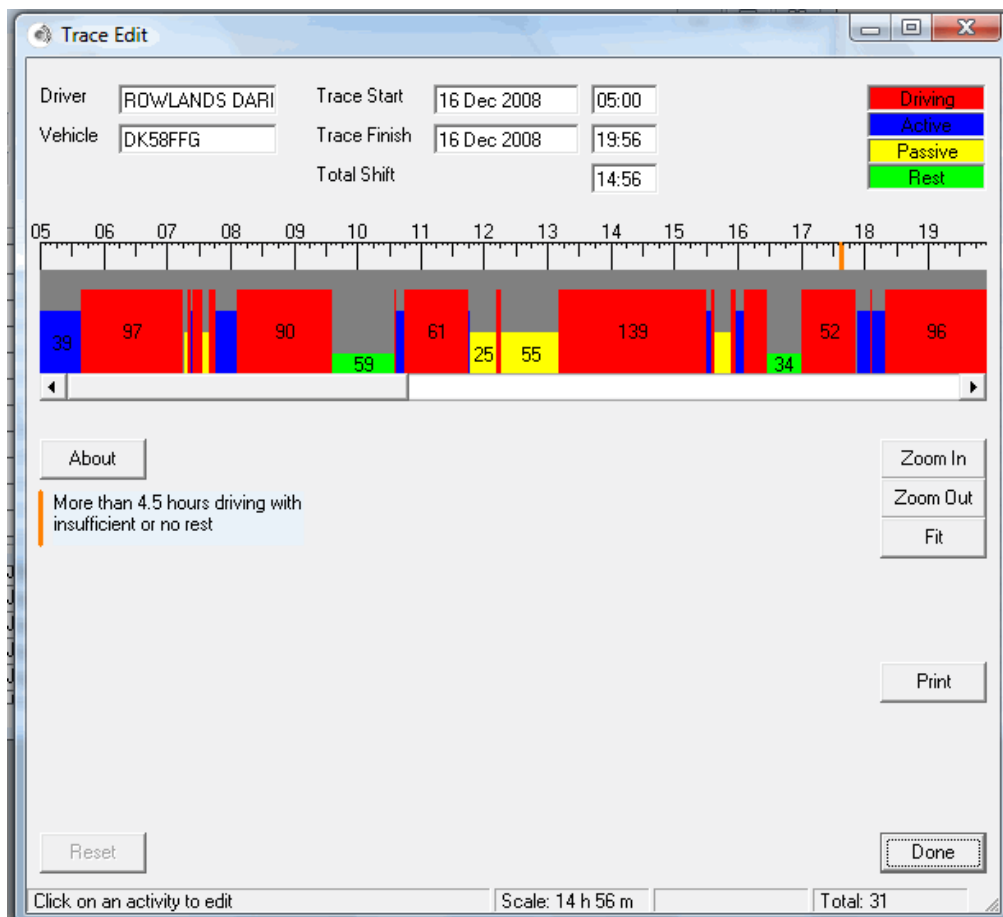 Trace Edit
Driver ROWLANDS DARI Trace Start 16 Dec 2008 05:00 Driving
Active
Vehicle DK58FFG Trace Finish 16 Dec 2008 19:56 Passive
Total Shift 14:56 Rest
05 06 07 08 09 10 11 12 13 14 15 16 17 18 19
39 97 90 59 61 25 55 139 34 52 96
About Zoom In
More than 4.5 hours driving with Zoom Out
insufficient or no rest Fit
Print
Reset Done
Click on an activity to edit Scale: 14 h 56 m Total: 31